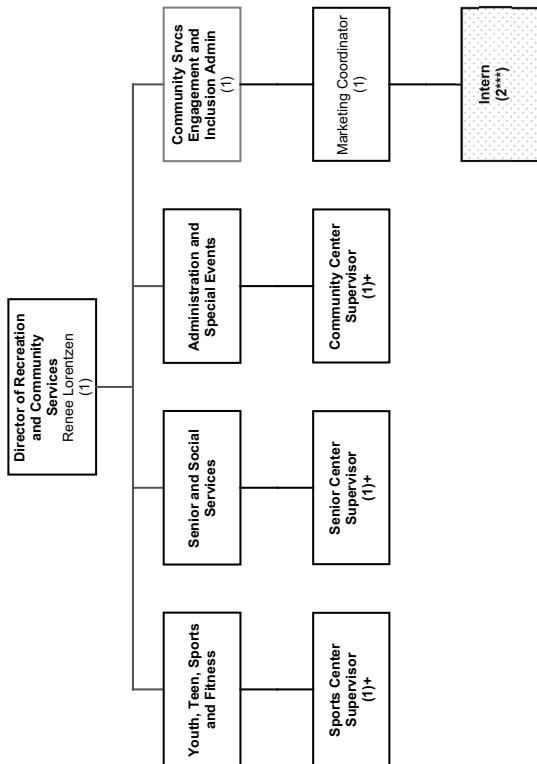 Director of Recreation
and Community
Services
Renee Lorentzen
(1)
Youth, Teen, Sports
and Fitness
Senior and Social
Services
Administration and
Special Events
Community Srvcs
Engagement and
Inclusion Admin
(1)
Sports Center
Supervisor
(1)+
Senior Center
Supervisor
(1)+
Community Center
Supervisor
(1)+
Marketing Coordinator
(1)
Intern
(2***)